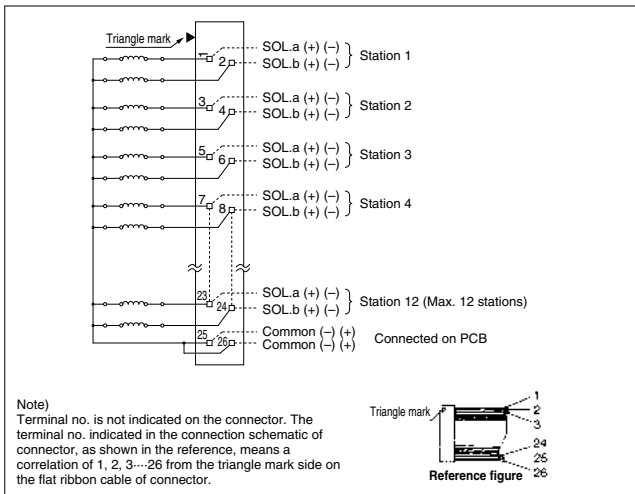 Triangle mark
1
2
SOL.a (+) (–)
SOL.b (+) (–)
Station 1
3
4
SOL.a (+) (–)
SOL.b (+) (–)
Station 2
5
6
SOL.a (+) (–)
SOL.b (+) (–)
Station 3
7
8
SOL.a (+) (–)
SOL.b (+) (–)
Station 4
23
24
SOL.a (+) (–)
SOL.b (+) (–)
Station 12 (Max. 12 stations)
25
26
Common (–) (+)
Common (–) (+)
Connected on PCB
Note)
Terminal no. is not indicated on the connector. The
terminal no. indicated in the connection schematic of
connector, as shown in the reference, means a
correlation of 1, 2, 3····26 from the triangle mark side on
the flat ribbon cable of connector.
Triangle mark
1
2
3
24
25
26
Reference figure